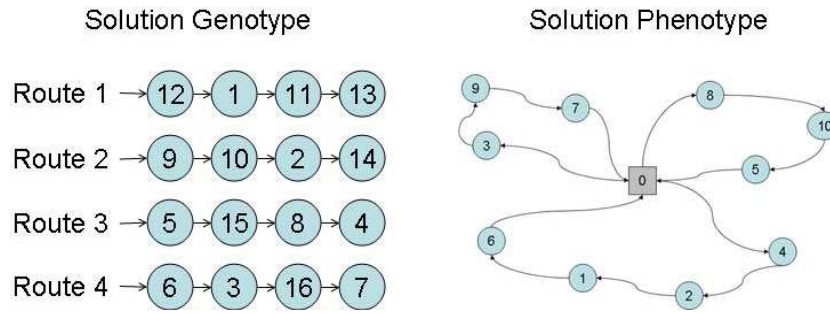 Solution Genotype
Route 1 12 1 11 13
Route 2 9 10 2 14
Route 3 5 15 8 4
Route 4 6 3 16 7
Solution Phenotype
9
7
8
10
3
0
5
6
4
1
2